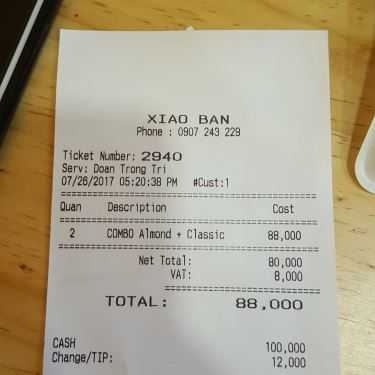 XIAO BAN
Phone : 0907 243 229
Ticket Number: 2940
Serv: Doan Trong Tri
07/26/2017 05:20:38 PM #Cust:1
Quan Description Cost
2 COMBO Almond + Classic 88,000
Net Total: 80,000
VAT: 8,000
TOTAL: 88,000
CASH 100,000
Change/TIP: 12,000